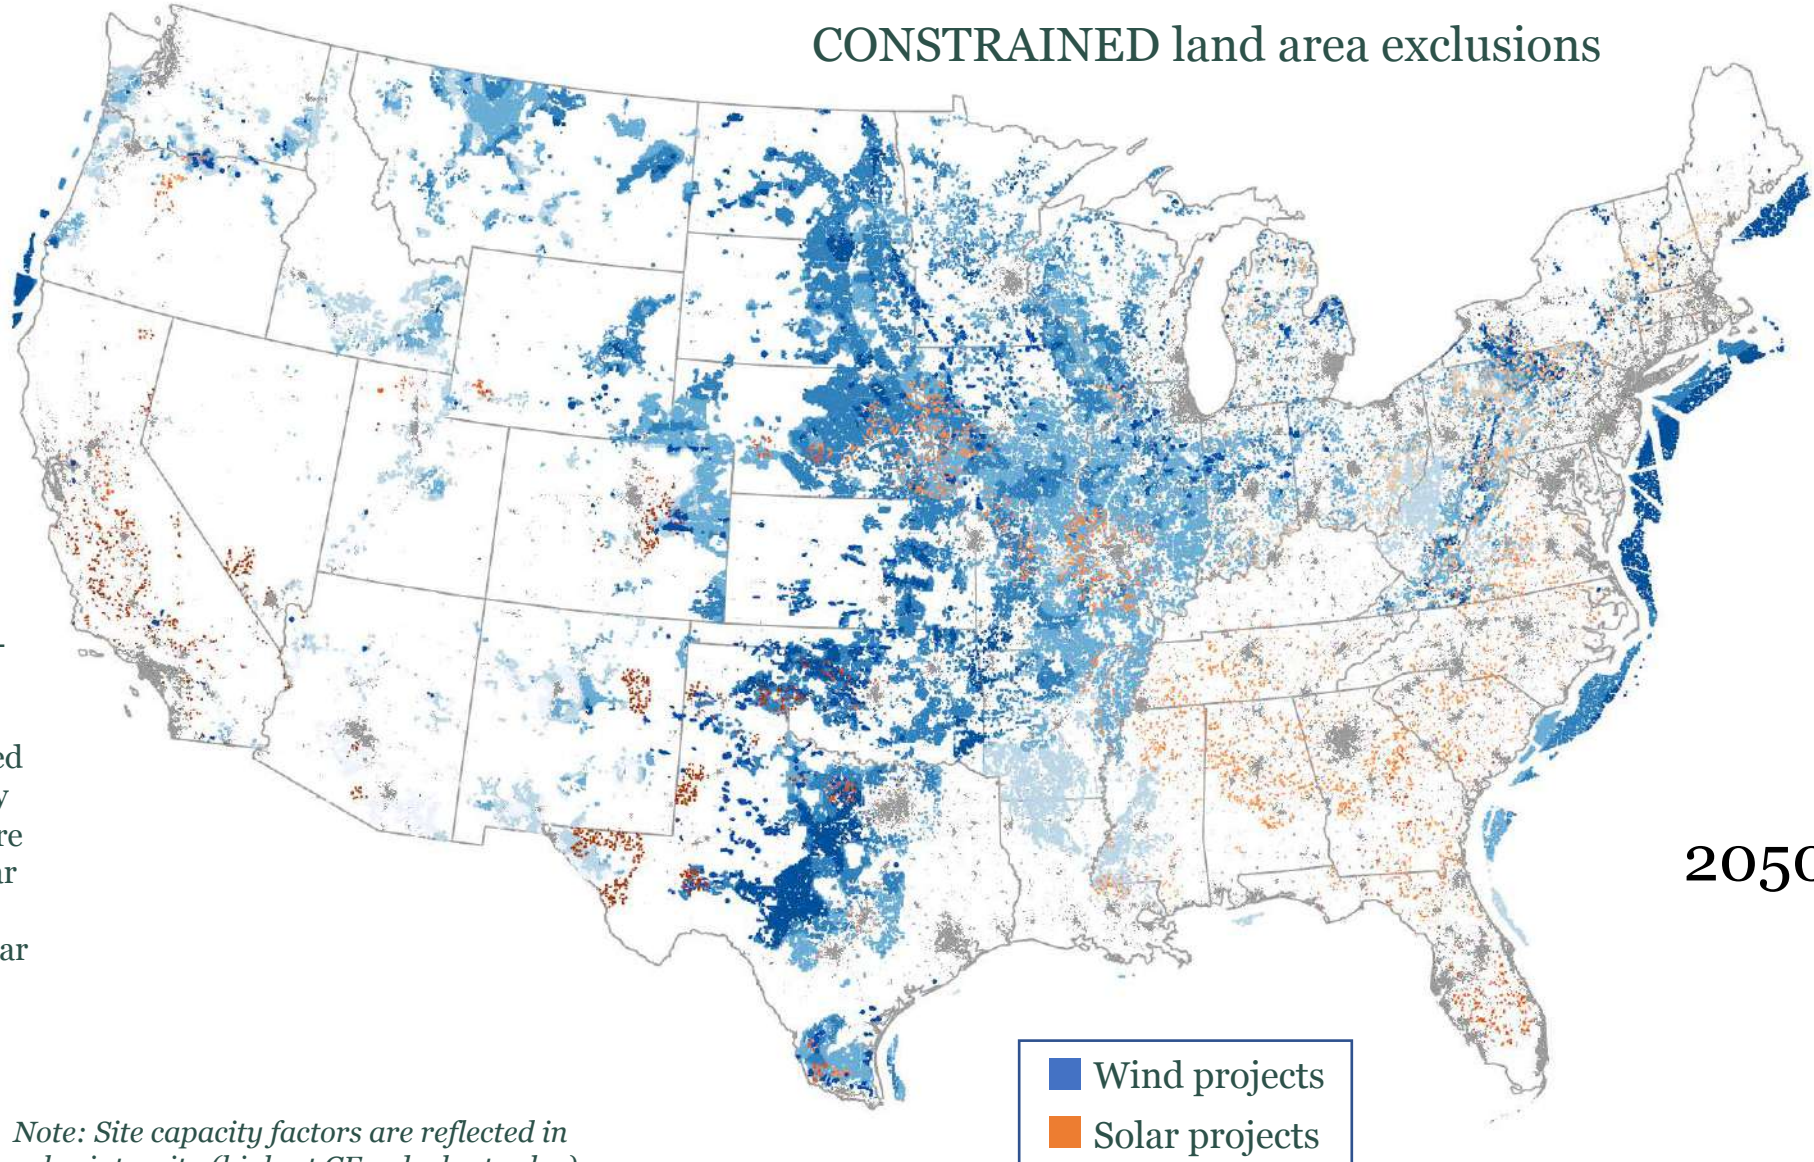 CONSTRAINED land area exclusions
-
ed
y
re
ar
ar
2050
Wind projects
Solar projects
Note: Site capacity factors are reflected in